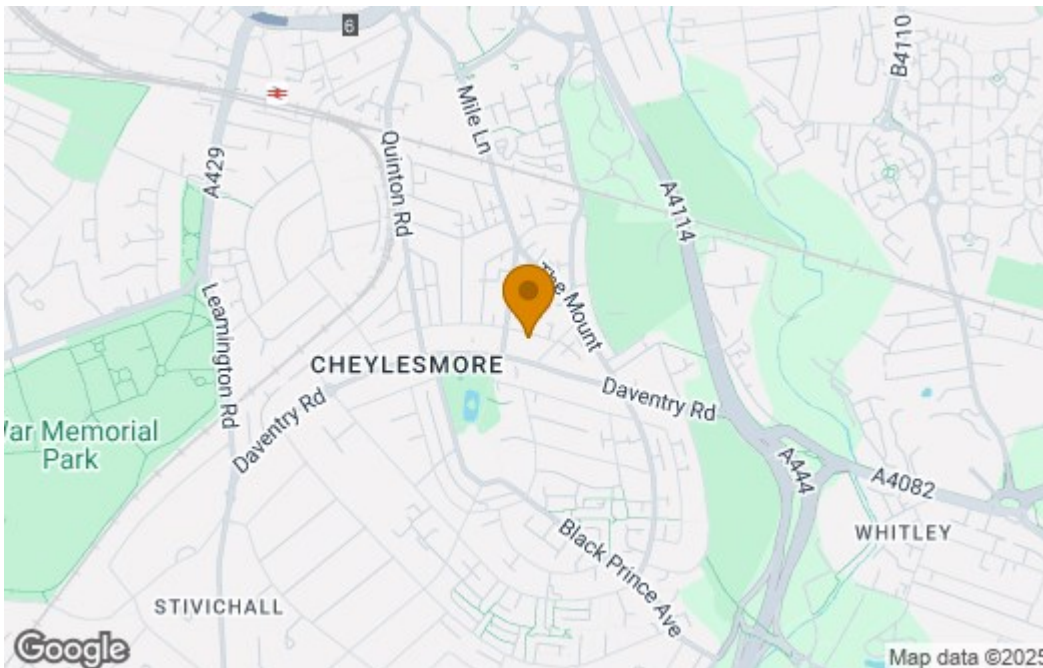 6
B4110
Mile Ln
Quinton Rd
A429
A4114
The Mount
Leamington Rd
CHEYLESMORE
Daventry Rd
Daventry Rd
War Memorial
Park
A444
A4082
WHITLEY
Black Prince Ave
STIVICHALL
Google
Map data ©2025